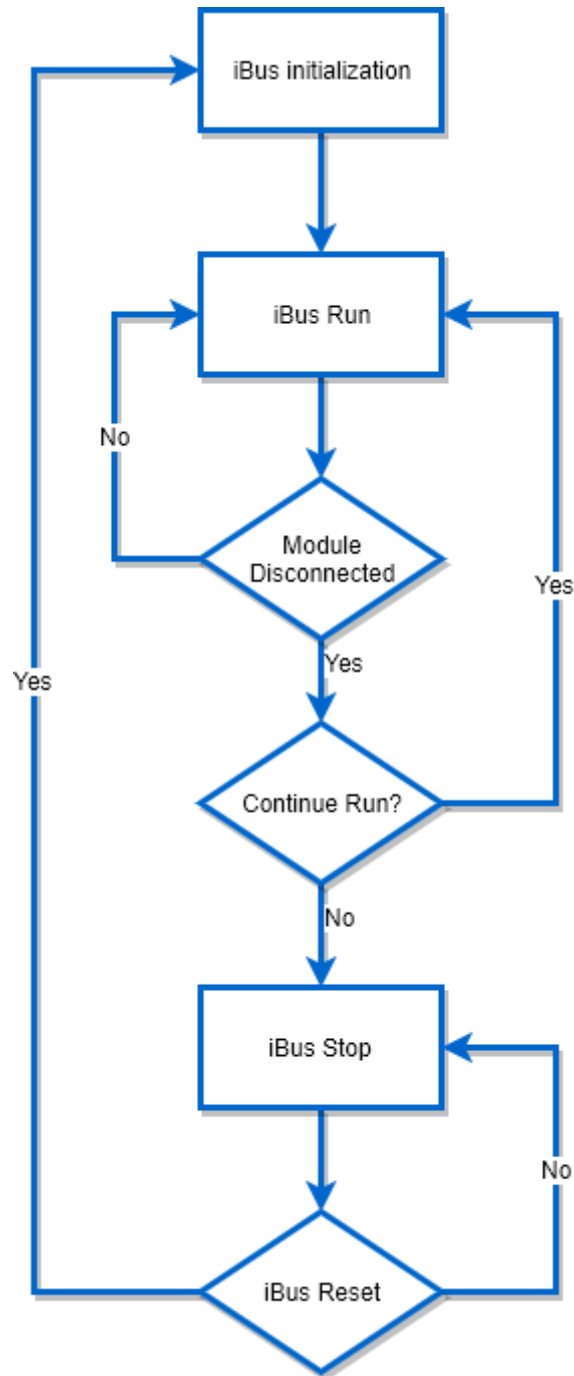 iBus initialization
iBus Run
No
Module
Disconnected
Yes
Yes
Yes
Continue Run?
No
iBus Stop
No
iBus Reset